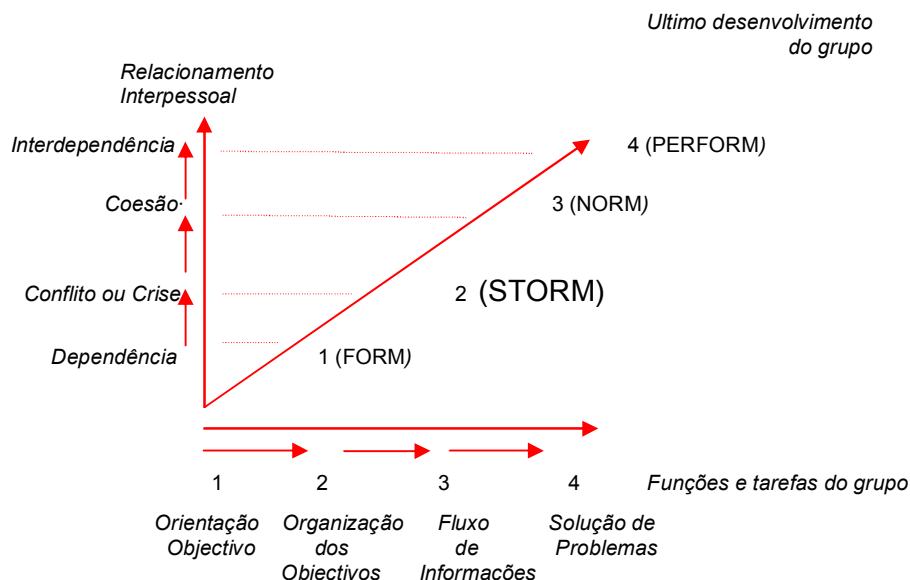 Ultimo desenvolvimento
do grupo
Relacionamento
Interpessoal
Interdependência
4 (PERFORM)
Coesão
3 (NORM)
Conflito ou Crise
2 (STORM)
Dependência
1 (FORM)
1 2 3 4 Funções e tarefas do grupo
Orientação
Objectivo
Organização
dos
Objectivos
Fluxo
de
Informações
Solução de
Problemas